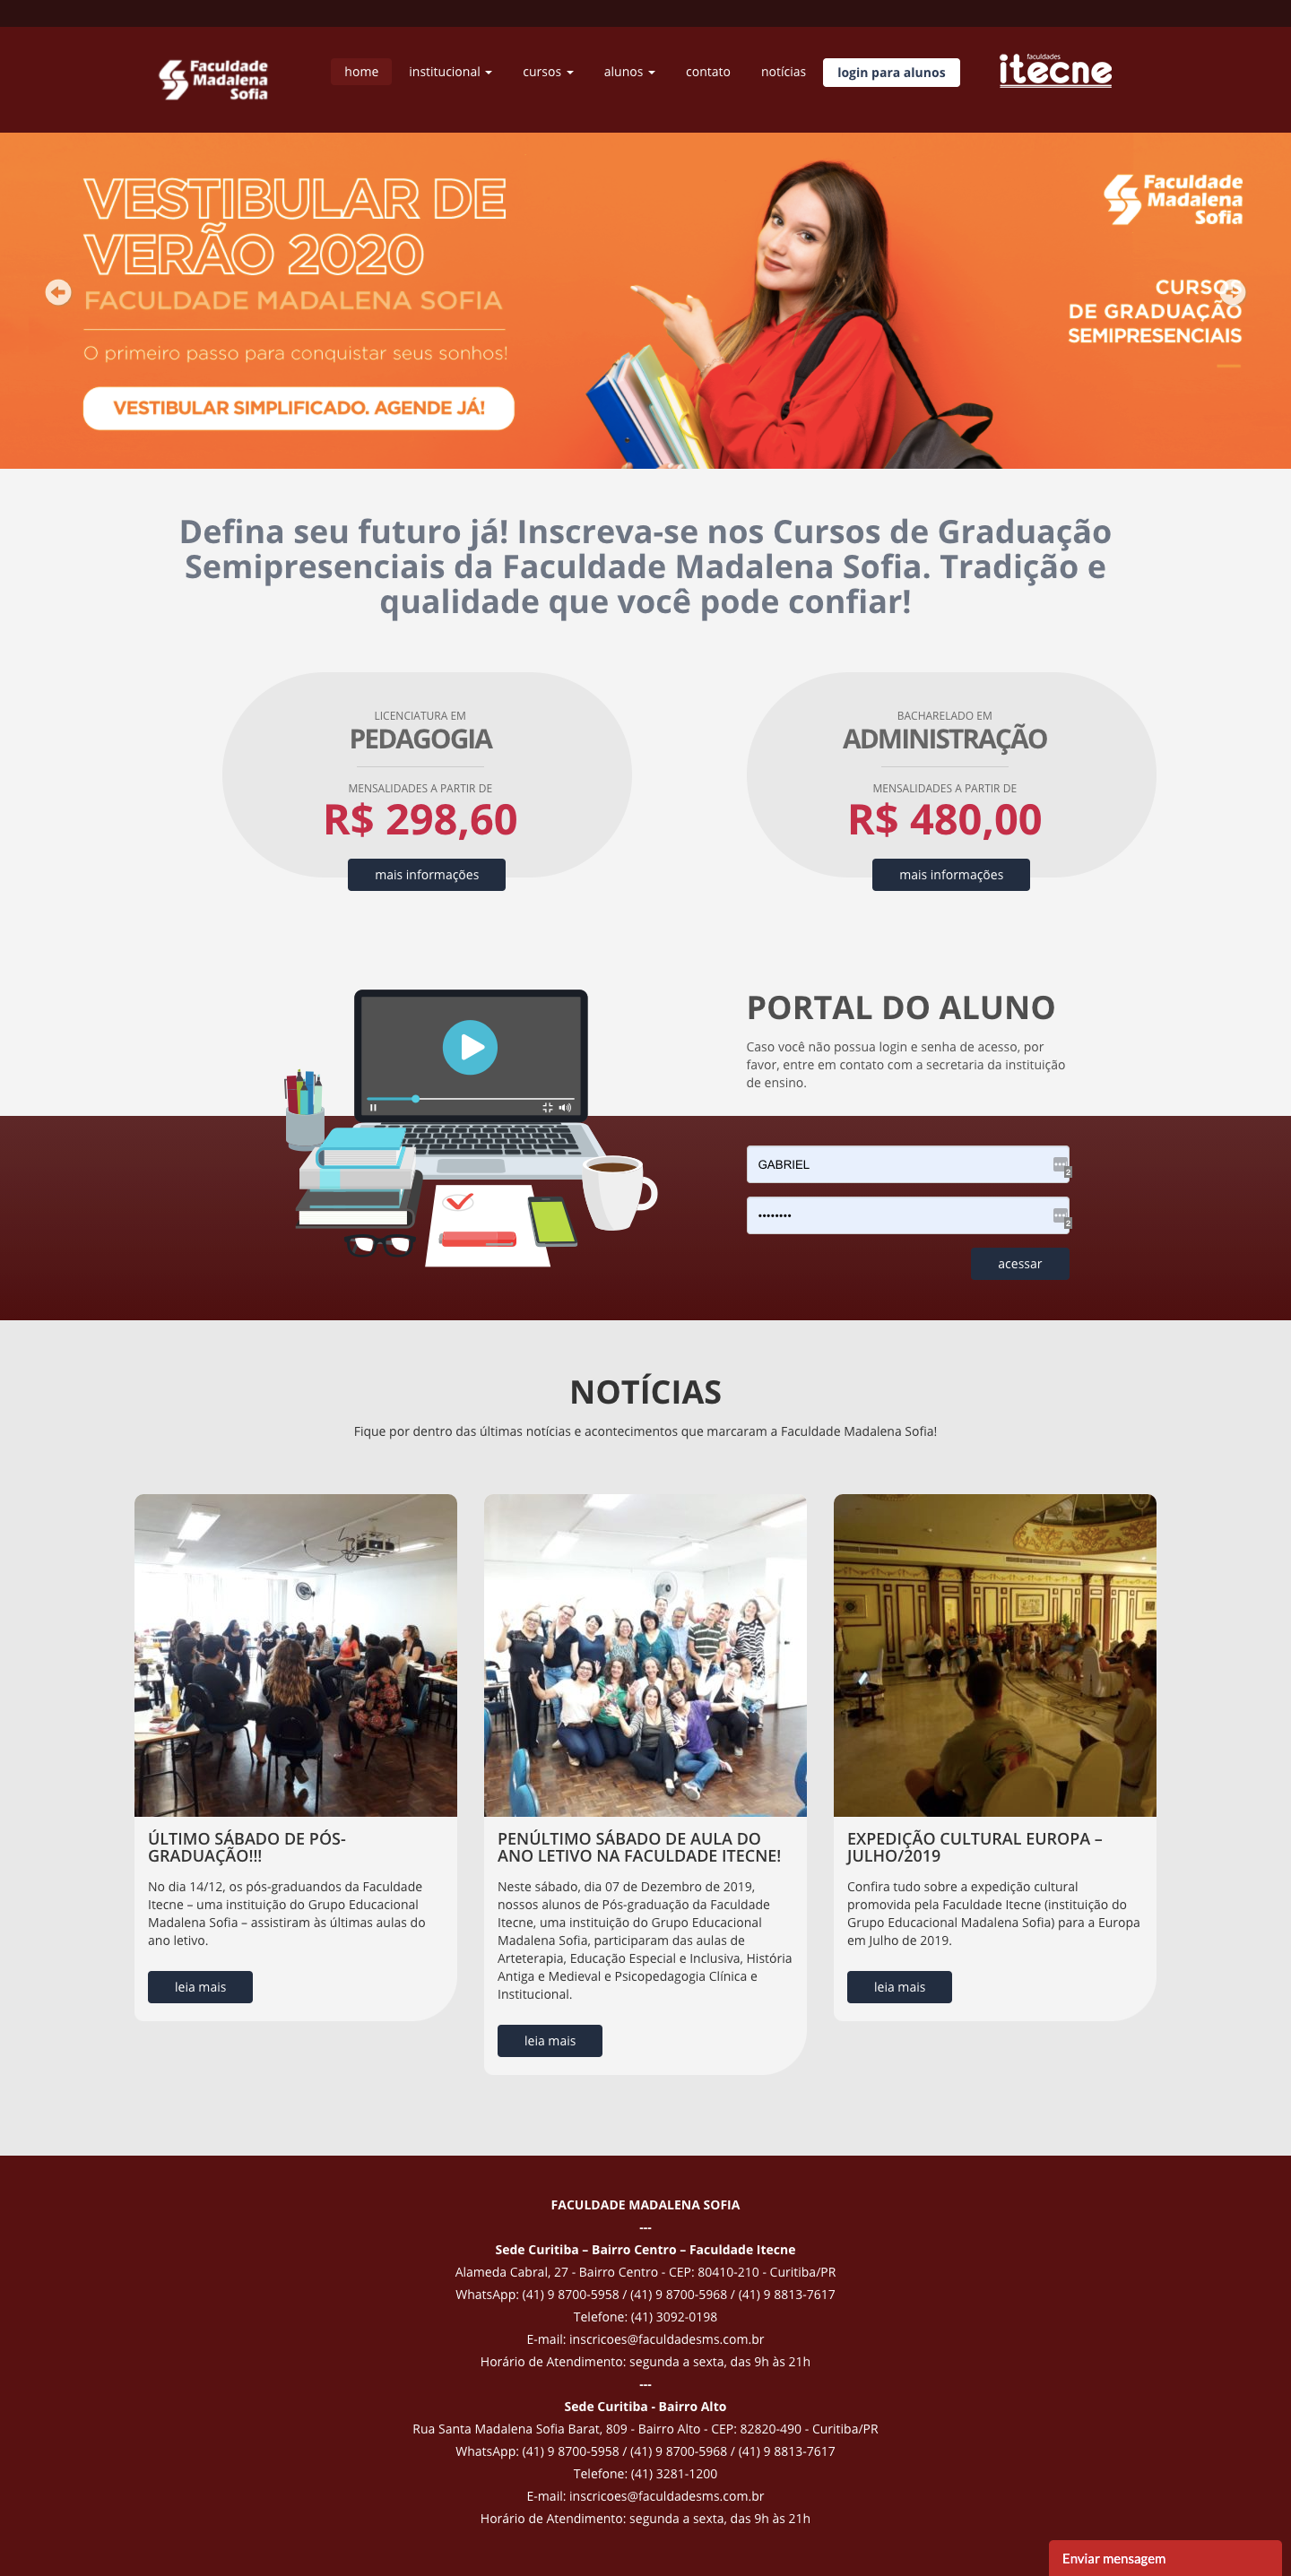 Faculdade
Madalena
Sofia
home
institucional
cursos
alunos
contato
notícias
login para alunos
faculdades
itecne
VESTIBULAR DE
VERÃO 2020
FACULDADE MADALENA SOFIA
O primeiro passo para conquistar seus sonhos!
VESTIBULAR SIMPLIFICADO. AGENDE JÁ!
Faculdade
Madalena
Sofia
CURSOS
DE GRADUAÇÃO
SEMIPRESENCIAIS
Defina seu futuro já! Inscreva-se nos Cursos de Graduação
Semipresenciais da Faculdade Madalena Sofia. Tradição e
qualidade que você pode confiar!
LICENCIATURA EM
PEDAGOGIA
MENSALIDADES A PARTIR DE
R$ 298,60
mais informações
BACHARELADO EM
ADMINISTRAÇÃO
MENSALIDADES A PARTIR DE
R$ 480,00
mais informações
PORTAL DO ALUNO
Caso você não possua login e senha de acesso, por
favor, entre em contato com a secretaria da instituição
de ensino.
GABRIEL
2
••••••••
2
acessar
NOTÍCIAS
Fique por dentro das últimas notícias e acontecimentos que marcaram a Faculdade Madalena Sofia!
ÚLTIMO SÁBADO DE PÓS-
GRADUAÇÃO!!!
No dia 14/12, os pós-graduandos da Faculdade
Itecne – uma instituição do Grupo Educacional
Madalena Sofia – assistiram às últimas aulas do
ano letivo.
leia mais
PENÚLTIMO SÁBADO DE AULA DO
ANO LETIVO NA FACULDADE ITECNE!
Neste sábado, dia 07 de Dezembro de 2019,
nossos alunos de Pós-graduação da Faculdade
Itecne, uma instituição do Grupo Educacional
Madalena Sofia, participaram das aulas de
Arteterapia, Educação Especial e Inclusiva, História
Antiga e Medieval e Psicopedagogia Clínica e
Institucional.
leia mais
EXPEDIÇÃO CULTURAL EUROPA –
JULHO/2019
Confira tudo sobre a expedição cultural
promovida pela Faculdade Itecne (instituição do
Grupo Educacional Madalena Sofia) para a Europa
em Julho de 2019.
leia mais
FACULDADE MADALENA SOFIA
---
Sede Curitiba – Bairro Centro – Faculdade Itecne
Alameda Cabral, 27 - Bairro Centro - CEP: 80410-210 - Curitiba/PR
WhatsApp: (41) 9 8700-5958 / (41) 9 8700-5968 / (41) 9 8813-7617
Telefone: (41) 3092-0198
E-mail: inscricoes@faculdadesms.com.br
Horário de Atendimento: segunda a sexta, das 9h às 21h
---
Sede Curitiba - Bairro Alto
Rua Santa Madalena Sofia Barat, 809 - Bairro Alto - CEP: 82820-490 - Curitiba/PR
WhatsApp: (41) 9 8700-5958 / (41) 9 8700-5968 / (41) 9 8813-7617
Telefone: (41) 3281-1200
E-mail: inscricoes@faculdadesms.com.br
Horário de Atendimento: segunda a sexta, das 9h às 21h
Enviar mensagem